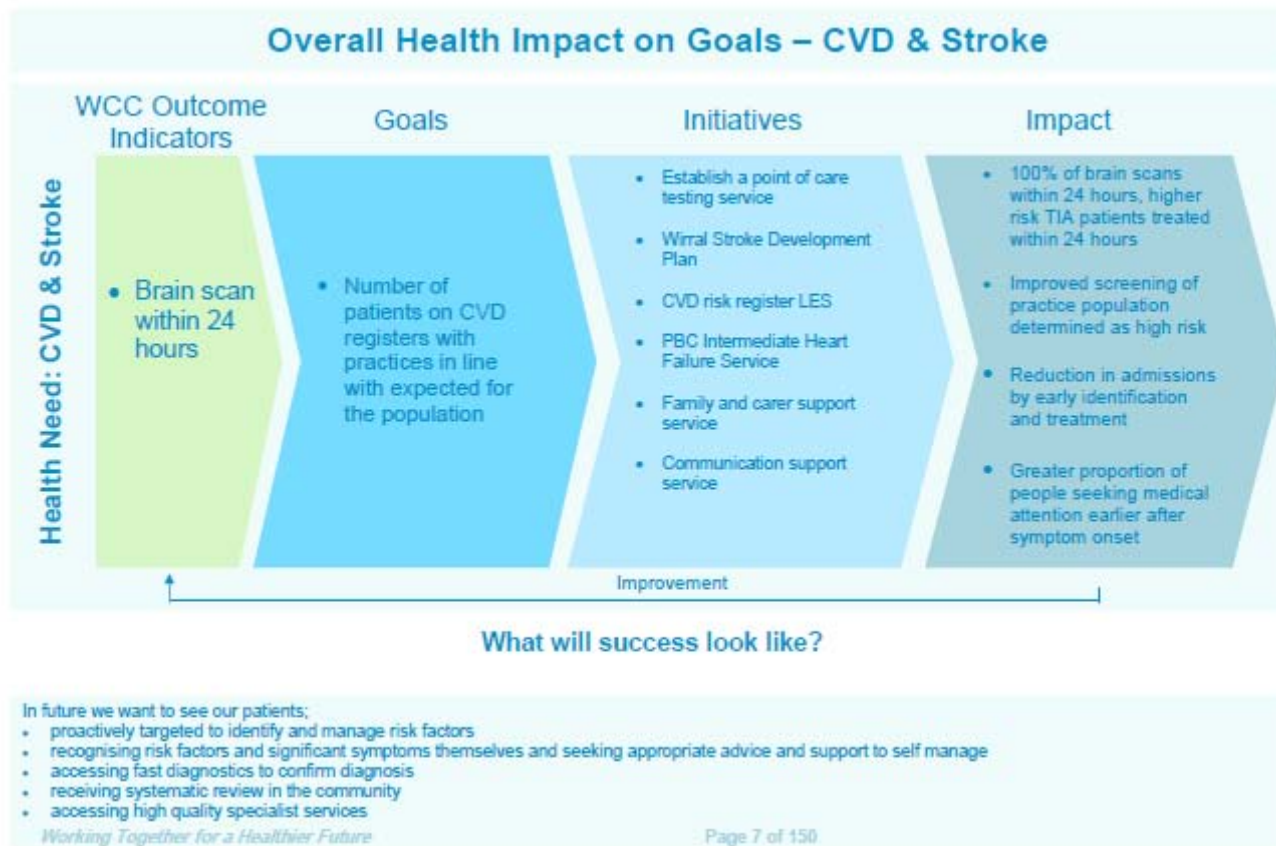 Overall Health Impact on Goals – CVD & Stroke
Health Need: CVD & Stroke
WCC Outcome
Indicators
• Brain scan
within 24
hours
Goals
• Number of
patients on CVD
registers with
practices in line
with expected for
the population
Initiatives
• Establish a point of care
testing service
• Wirral Stroke Development
Plan
• CVD risk register LES
• PBC Intermediate Heart
Failure Service
• Family and carer support
service
• Communication support
service
Impact
• 100% of brain scans
within 24 hours, higher
risk TIA patients treated
within 24 hours
• Improved screening of
practice population
determined as high risk
• Reduction in admissions
by early identification
and treatment
• Greater proportion of
people seeking medical
attention earlier after
symptom onset
Improvement
What will success look like?
In future we want to see our patients;
• proactively targeted to identify and manage risk factors
• recognising risk factors and significant symptoms themselves and seeking appropriate advice and support to self manage
• accessing fast diagnostics to confirm diagnosis
• receiving systematic review in the community
• accessing high quality specialist services
Working Together for a Healthier Future
Page 7 of 150